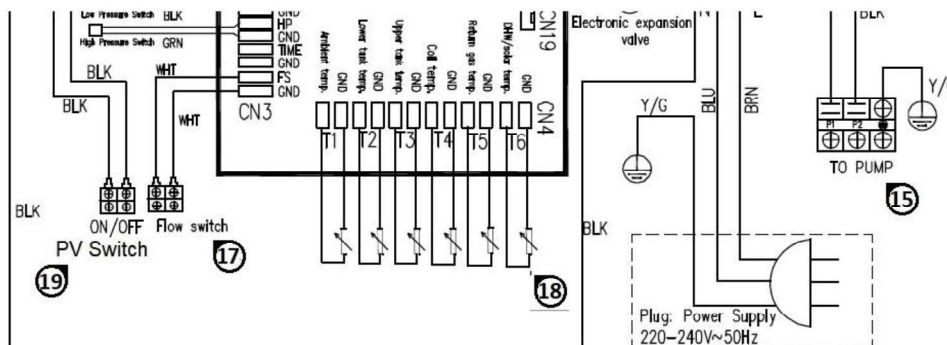 Low Pressure Switch BLK
GND
HP
GND
High Pressure Switch GRN
TIME
GND
FS
GND
CN3
BLK
BLK
WHT
WHT
BLK
ON/OFF
PV Switch
19
Flow switch
17
Ambient temp.
GND
Lower tank temp.
GND
Upper tank temp.
GND
Coil temp.
GND
Return gas temp.
GND
DHW/solar temp.
GND
CN19
CN4
T1 T2 T3 T4 T5 T6
18
Electronic expansion
valve
BLK
Y/G
BLU
BRN
Plug: Power Supply
220-240V~50Hz
BLK
P1 P2
TO PUMP
15